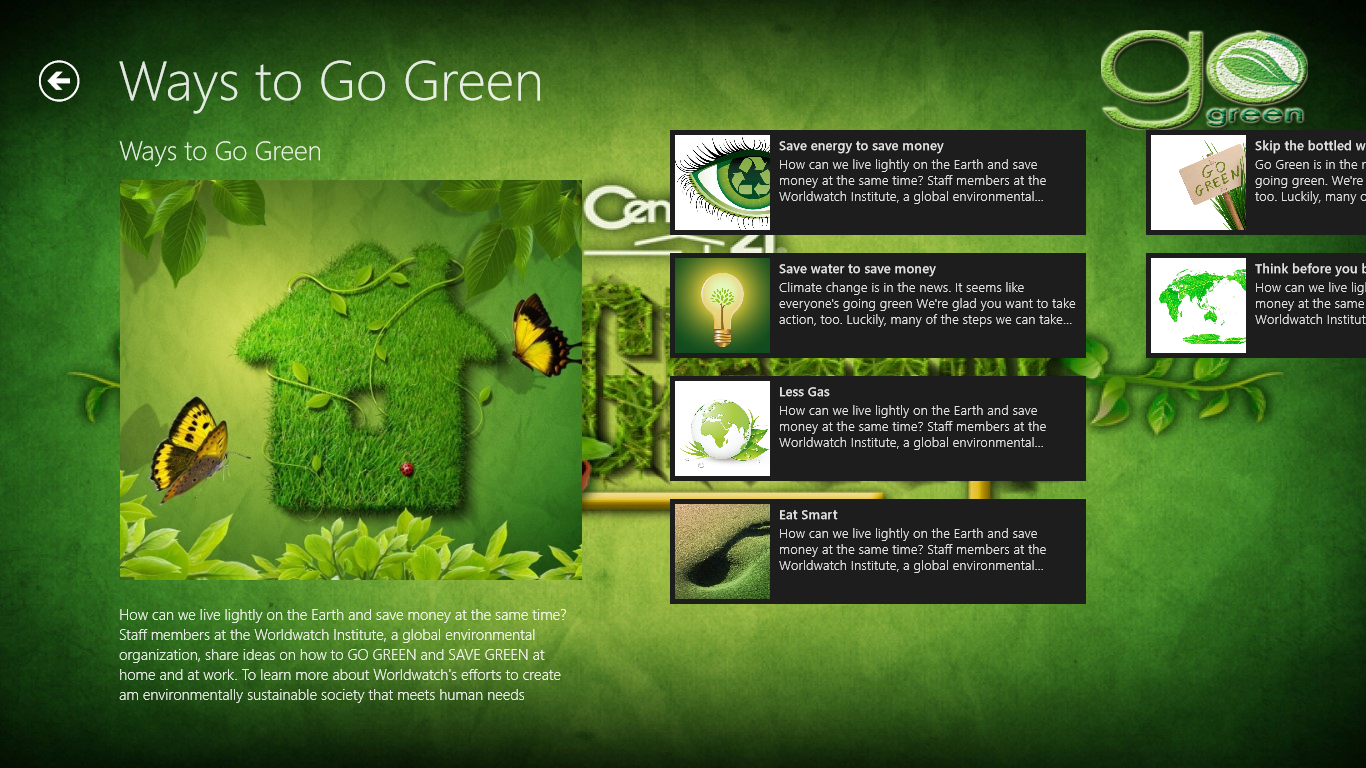 Ways to Go Green
go
green
Ways to Go Green
Cen
21
Save energy to save money
How can we live lightly on the Earth and save
money at the same time? Staff members at the
Worldwatch Institute, a global environmental...
Save water to save money
Climate change is in the news. It seems like
everyone's going green We're glad you want to take
action, too. Luckily, many of the steps we can take...
Less Gas
How can we live lightly on the Earth and save
money at the same time? Staff members at the
Worldwatch Institute, a global environmental...
Eat Smart
How can we live lightly on the Earth and save
money at the same time? Staff members at the
Worldwatch Institute, a global environmental...
GO
GREEN
Skip the bottled w
Go Green is in the
going green. We're
too. Luckily, many o
Think before you b
How can we live lig
money at the same
Worldwatch Institut
How can we live lightly on the Earth and save money at the same time?
Staff members at the Worldwatch Institute, a global environmental
organization, share ideas on how to GO GREEN and SAVE GREEN at
home and at work. To learn more about Worldwatch's efforts to create
am environmentally sustainable society that meets human needs